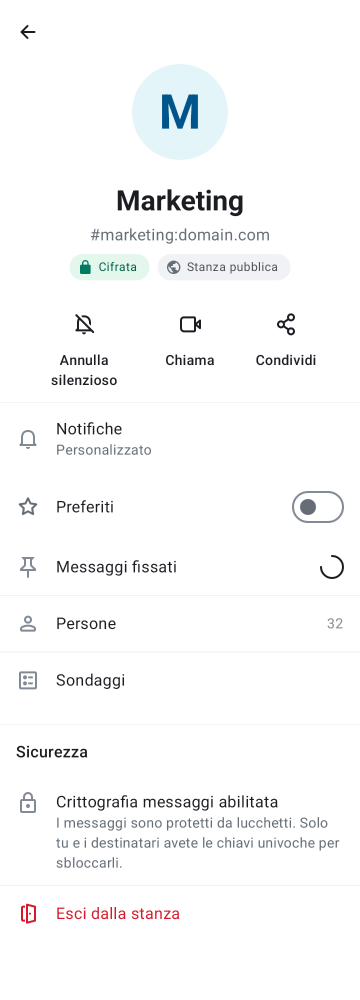 M
Marketing
#marketing:domain.com
Cifrata
Stanza pubblica
Annulla
silenzioso
Chiama
Condividi
Notifiche
Personalizzato
Preferiti
Messaggi fissati
Persone
32
Sondaggi
Sicurezza
Crittografia messaggi abilitata
I messaggi sono protetti da lucchetti. Solo
tu e i destinatari avete le chiavi univoche per
sbloccarli.
Esci dalla stanza